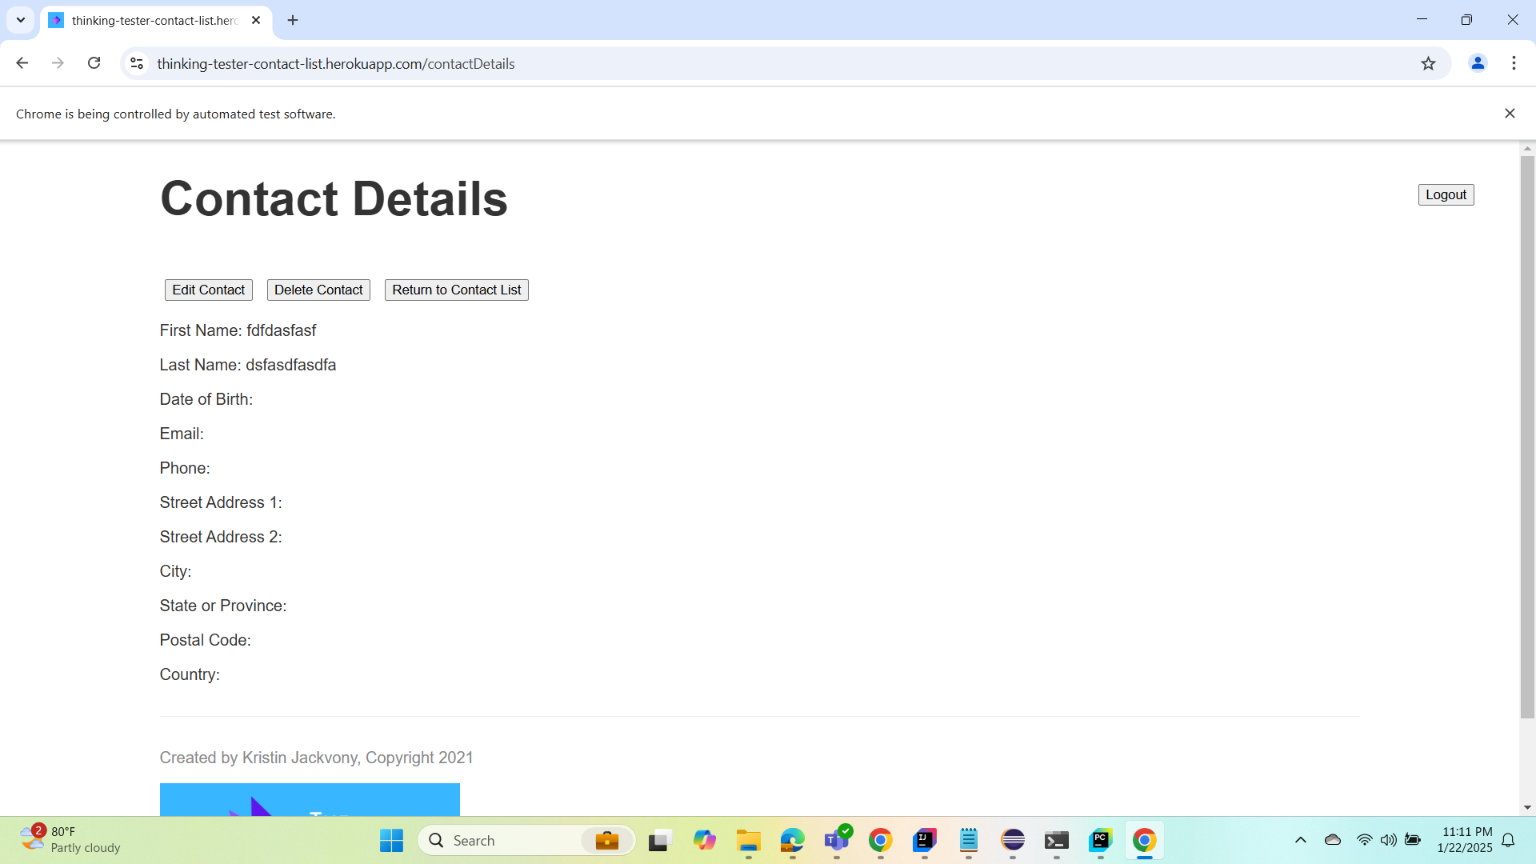 thinking-tester-contact-list.herc
thinking-tester-contact-list.herokuapp.com/contactDetails
Chrome is being controlled by automated test software.
Contact Details
Logout
Edit Contact
Delete Contact
Return to Contact List
First Name: fdfdasfasf
Last Name: dsfasdfasdfa
Date of Birth:
Email:
Phone:
Street Address 1:
Street Address 2:
City:
State or Province:
Postal Code:
Country:
Created by Kristin Jackvony, Copyright 2021
2
80°F
Partly cloudy
Search
11:11 PM
1/22/2025